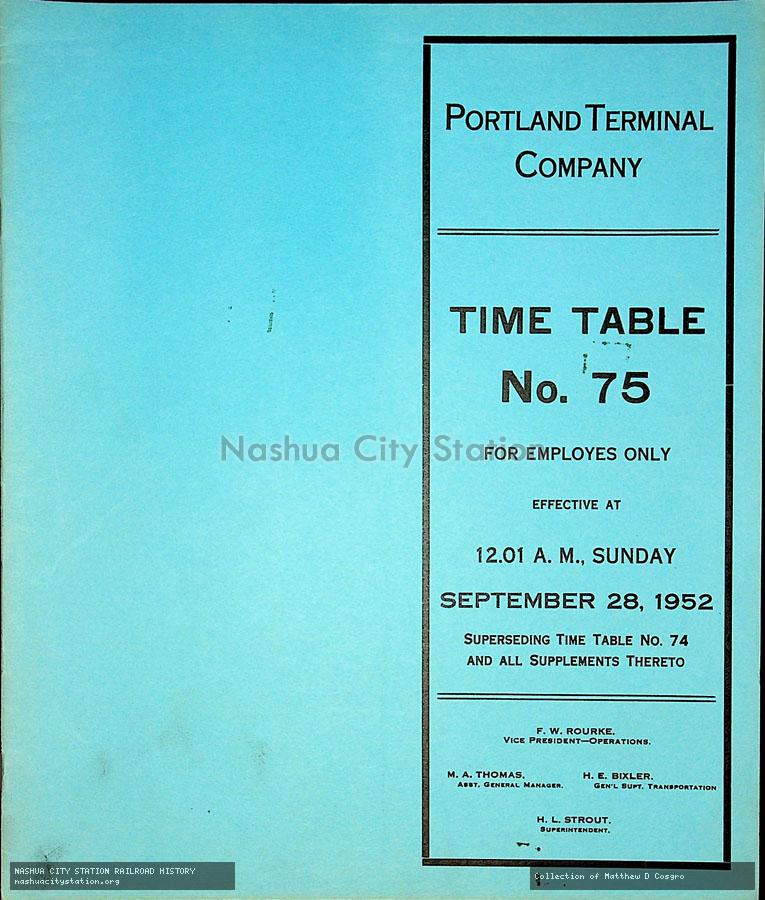 PORTLAND TERMINAL
COMPANY
TIME TABLE
No. 75
Nashua City Station
FOR EMPLOYES ONLY
EFFECTIVE AT
12.01 A. M., SUNDAY
SEPTEMBER 28, 1952
SUPERSEDING TIME TABLE NO. 74
AND ALL SUPPLEMENTS THERETO
F. W. ROURKE,
VICE PRESIDENT—OPERATIONS.
M. A. THOMAS,
ASST. GENERAL MANAGER.
H. E. BIXLER,
GEN'L SUPT. TRANSPORTATION
H. L. STROUT,
SUPERINTENDENT.
NASHUA CITY STATION RAILROAD HISTORY
nashuacitystation.org
Collection of Matthew D Cosgro